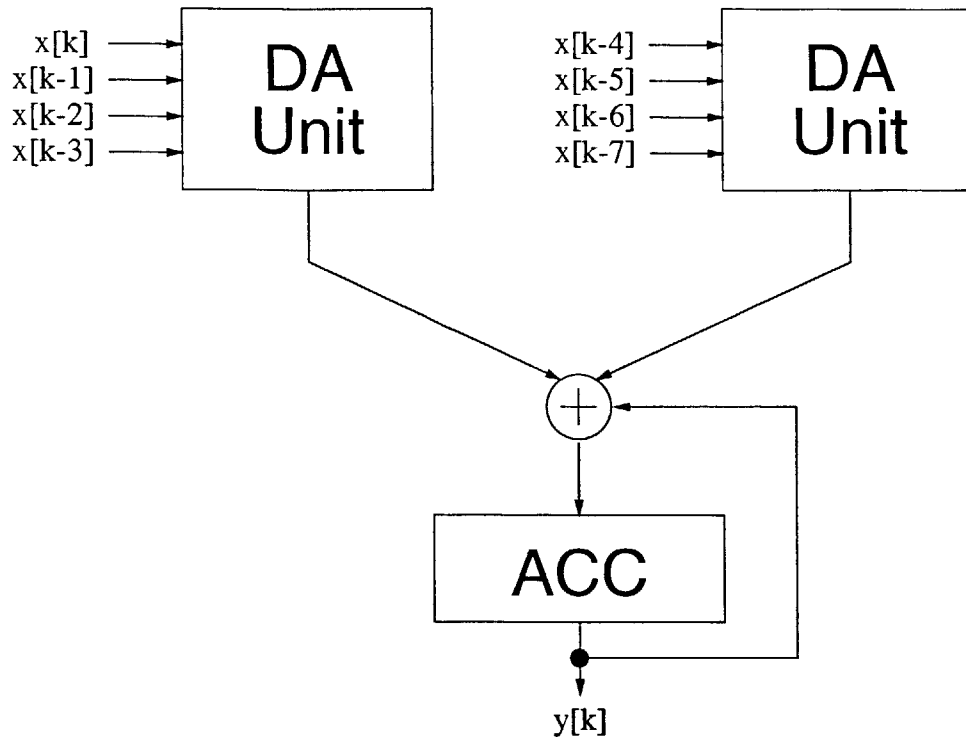 x[k]
x[k-1]
x[k-2]
x[k-3]
DA
Unit
x[k-4]
x[k-5]
x[k-6]
x[k-7]
DA
Unit
+
ACC
y[k]